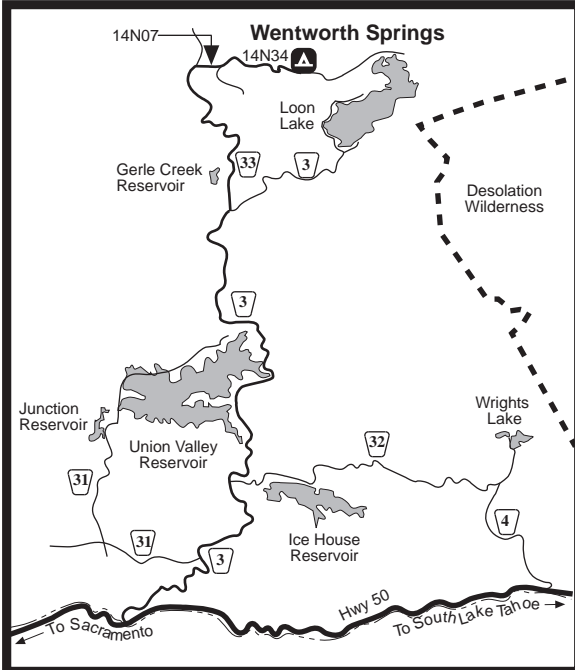 Wentworth Springs
14N07
14N34
Loon
Lake
33
3
Gerle Creek
Reservoir
Desolation
Wilderness
3
Junction
Reservoir
Union Valley
Reservoir
Wrights
Lake
32
31
Ice House
Reservoir
4
31
3
Hwy 50
To South Lake Tahoe
To Sacramento